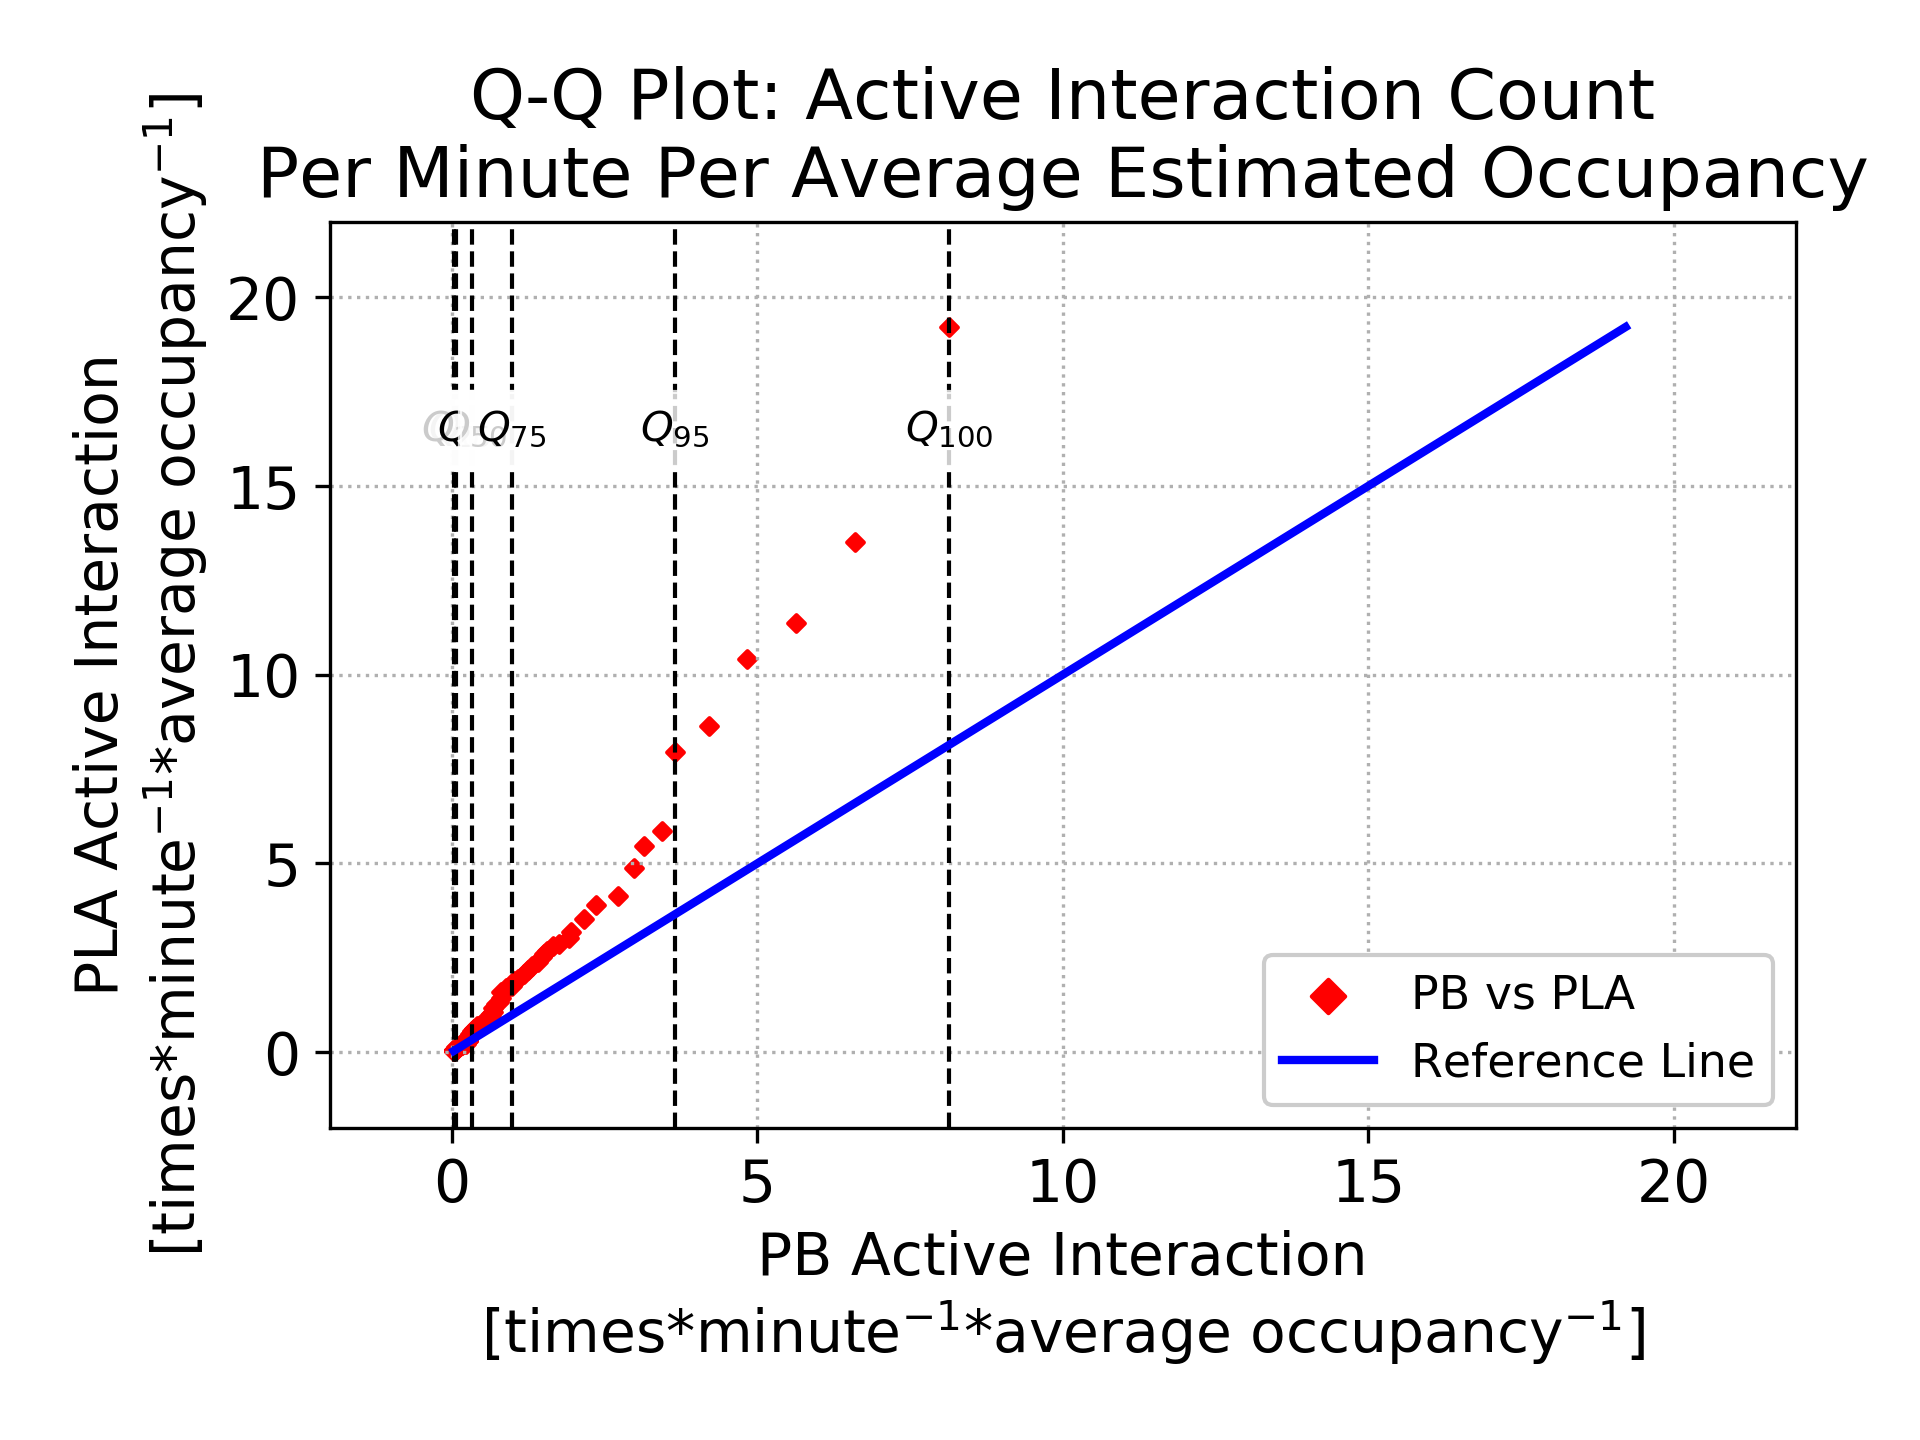 Q-Q Plot: Active Interaction Count
Per Minute Per Average Estimated Occupancy
PLA Active Interaction
[times*minute⁻¹*average occupancy⁻¹]
20
15
10
5
0
Q₇₅
Q₉₅
Q₁₀₀
PB vs PLA
Reference Line
0 5 10 15 20
PB Active Interaction
[times*minute⁻¹*average occupancy⁻¹]